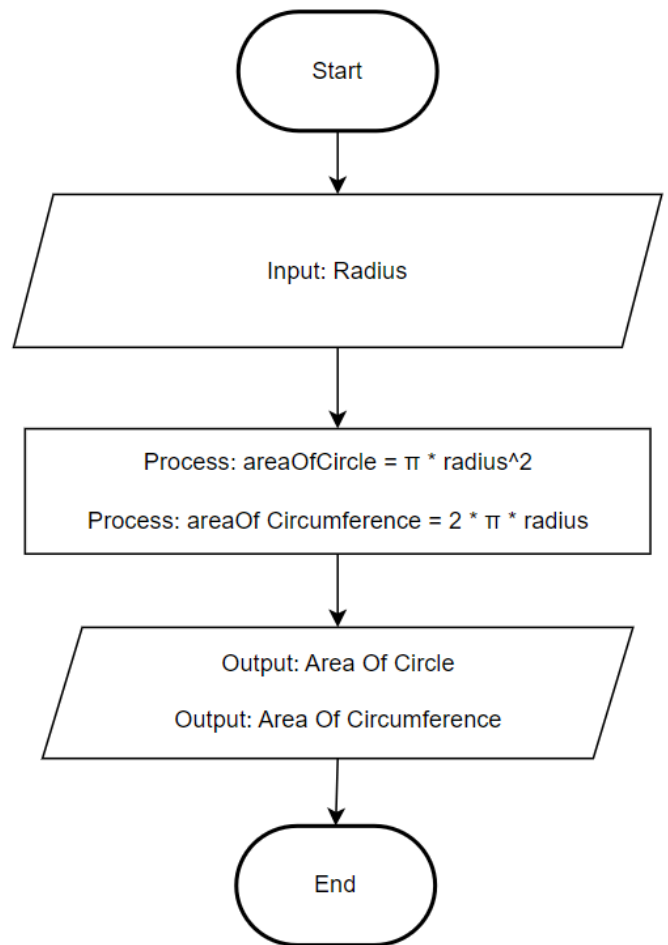 Start
Input: Radius
Process: areaOfCircle = π * radius^2
Process: areaOf Circumference = 2 * π * radius
Output: Area Of Circle
Output: Area Of Circumference
End